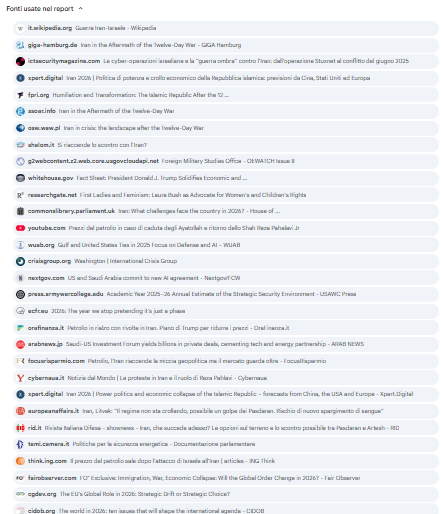 Fonti usate nel report
it.wikipedia.org Guerra Iran-Israele - Wikipedia
giga-hamburg.de Iran in the Aftermath of the Twelve-Day War - GIGA Hamburg
ictsecuritymagazine.com Le cyber-operazioni israeliane e la "guerra ombra" contro l'Iran: dall'operazione Stuxnet al conflitto del giugno 2025
xpert.digital Iran 2026 | Politica di potenza e crollo economico della Repubblica islamica: previsioni da Cina, Stati Uniti ed Europa
fpri.org Humiliation and Transformation: The Islamic Republic After the 12 ...
ssoar.info Iran in the Aftermath of the Twelve-Day War
osw.waw.pl Iran in crisis: the landscape after the Twelve-Day War
shalom.it Si riaccende lo scontro con l'Iran?
g2webcontent.z2.web.core.usgovcloudapi.net Foreign Military Studies Office - OEWATCH Issue 8
whitehouse.gov Fact Sheet: President Donald J. Trump Solidifies Economic and ...
researchgate.net First Ladies and Feminism: Laura Bush as Advocate for Women's and Children's Rights
commonslibrary.parliament.uk Iran: What challenges face the country in 2026? - House of ...
youtube.com Prezzi del petrolio in caso di caduta degli Ayatollah e ritorno dello Shah Reza Pahalavi Jr
wuab.org Gulf and United States Ties in 2025 Focus on Defense and AI - WUAB
crisisgroup.org Washington | International Crisis Group
nextgov.com US and Saudi Arabia commit to new AI agreement - Nextgov/FCW
press.armywarcollege.edu Academic Year 2025-26 Annual Estimate of the Strategic Security Environment - USAWC Press
ecfr.eu 2026: The year we stop pretending it's just a phase
orafinanza.it Petrolio in rialzo con rivolte in Iran. Piano di Trump per ridurre i prezzi - OraFinanza.it
arabnews.jp Saudi-US Investment Forum yields billions in private deals, cementing tech and energy partnership - ARAB NEWS
focusrisparmio.com Petrolio, l'Iran riaccende la miccia geopolitica ma il mercato guarda oltre - FocusRisparmio
cybernaua.it Notizie dal Mondo | Le proteste in Iran e il ruolo di Reza Pahlavi - Cybernaua
xpert.digital Iran 2026 | Power politics and economic collapse of the Islamic Republic – forecasts from China, the USA and Europe - Xpert.Digital
europeanaffairs.it Iran, Litvak: "Il regime non sta crollando, possibile un golpe dei Pasdaran. Rischio di nuovo spargimento di sangue"
rid.it Rivista Italiana Difesa - shownews - Iran, che succede adesso? Le opzioni sul terreno e lo scontro possibile tra Pasdaran e Artesh - RID
temi.camera.it Politiche per la sicurezza energetica - Documentazione parlamentare
think.ing.com Il prezzo del petrolio sale dopo l'attacco di Israele all'Iran | articles - ING Think
fairobserver.com FO° Exclusive: Immigration, War, Economic Collapse: Will the Global Order Change in 2026? - Fair Observer
cgdev.org The EU's Global Role in 2026: Strategic Drift or Strategic Choice?
cidob.org The world in 2026: ten issues that will shape the international agenda - CIDOB